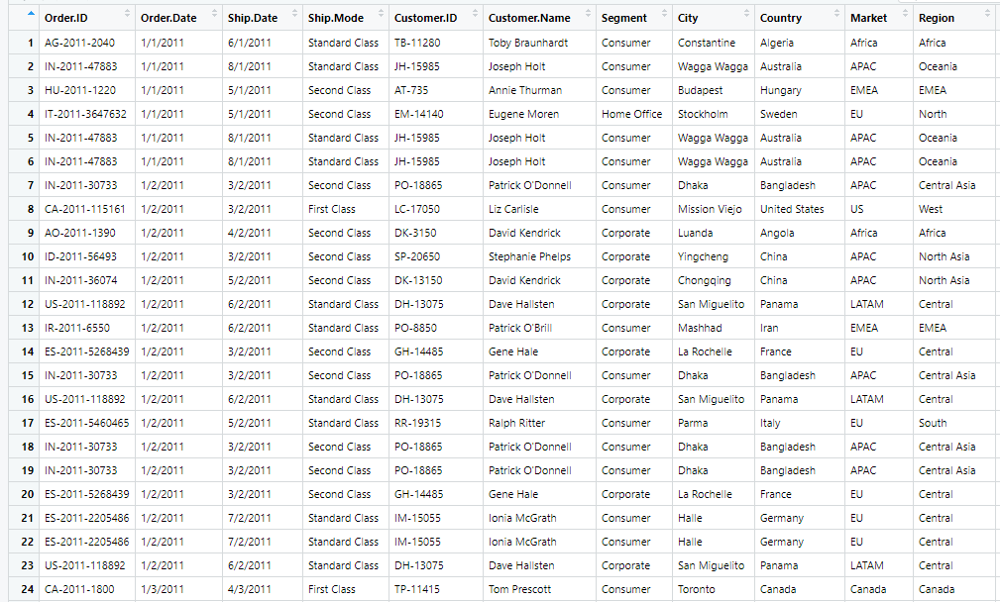 Order.ID Order.Date Ship.Date Ship.Mode Customer.ID Customer.Name Segment City Country Market Region
1 AG-2011-2040 1/1/2011 6/1/2011 Standard Class TB-11280 Toby Braunhardt Consumer Constantine Algeria Africa Africa
2 IN-2011-47883 1/1/2011 8/1/2011 Standard Class JH-15985 Joseph Holt Consumer Wagga Wagga Australia APAC Oceania
3 HU-2011-1220 1/1/2011 5/1/2011 Second Class AT-735 Annie Thurman Consumer Budapest Hungary EMEA EMEA
4 IT-2011-3647632 1/1/2011 5/1/2011 Second Class EM-14140 Eugene Moren Home Office Stockholm Sweden EU North
5 IN-2011-47883 1/1/2011 8/1/2011 Standard Class JH-15985 Joseph Holt Consumer Wagga Wagga Australia APAC Oceania
6 IN-2011-47883 1/1/2011 8/1/2011 Standard Class JH-15985 Joseph Holt Consumer Wagga Wagga Australia APAC Oceania
7 IN-2011-30733 1/2/2011 3/2/2011 Second Class PO-18865 Patrick O'Donnell Consumer Dhaka Bangladesh APAC Central Asia
8 CA-2011-115161 1/2/2011 3/2/2011 First Class LC-17050 Liz Carlisle Consumer Mission Viejo United States US West
9 AO-2011-1390 1/2/2011 4/2/2011 Second Class DK-3150 David Kendrick Corporate Luanda Angola Africa Africa
10 ID-2011-56493 1/2/2011 3/2/2011 Second Class SP-20650 Stephanie Phelps Corporate Yingcheng China APAC North Asia
11 IN-2011-36074 1/2/2011 5/2/2011 Second Class DK-13150 David Kendrick Corporate Chongqing China APAC North Asia
12 US-2011-118892 1/2/2011 6/2/2011 Standard Class DH-13075 Dave Hallsten Corporate San Miguelito Panama LATAM Central
13 IR-2011-6550 1/2/2011 6/2/2011 Standard Class PO-8850 Patrick O'Brill Consumer Mashhad Iran EMEA EMEA
14 ES-2011-5268439 1/2/2011 3/2/2011 Second Class GH-14485 Gene Hale Corporate La Rochelle France EU Central
15 IN-2011-30733 1/2/2011 3/2/2011 Second Class PO-18865 Patrick O'Donnell Consumer Dhaka Bangladesh APAC Central Asia
16 US-2011-118892 1/2/2011 6/2/2011 Standard Class DH-13075 Dave Hallsten Corporate San Miguelito Panama LATAM Central
17 ES-2011-5460465 1/2/2011 5/2/2011 Standard Class RR-19315 Ralph Ritter Consumer Parma Italy EU South
18 IN-2011-30733 1/2/2011 3/2/2011 Second Class PO-18865 Patrick O'Donnell Consumer Dhaka Bangladesh APAC Central Asia
19 IN-2011-30733 1/2/2011 3/2/2011 Second Class PO-18865 Patrick O'Donnell Consumer Dhaka Bangladesh APAC Central Asia
20 ES-2011-5268439 1/2/2011 3/2/2011 Second Class GH-14485 Gene Hale Corporate La Rochelle France EU Central
21 ES-2011-2205486 1/2/2011 7/2/2011 Standard Class IM-15055 Ionia McGrath Consumer Halle Germany EU Central
22 ES-2011-2205486 1/2/2011 7/2/2011 Standard Class IM-15055 Ionia McGrath Consumer Halle Germany EU Central
23 US-2011-118892 1/2/2011 6/2/2011 Standard Class DH-13075 Dave Hallsten Corporate San Miguelito Panama LATAM Central
24 CA-2011-1800 1/3/2011 4/3/2011 First Class TP-11415 Tom Prescott Consumer Toronto Canada Canada Canada